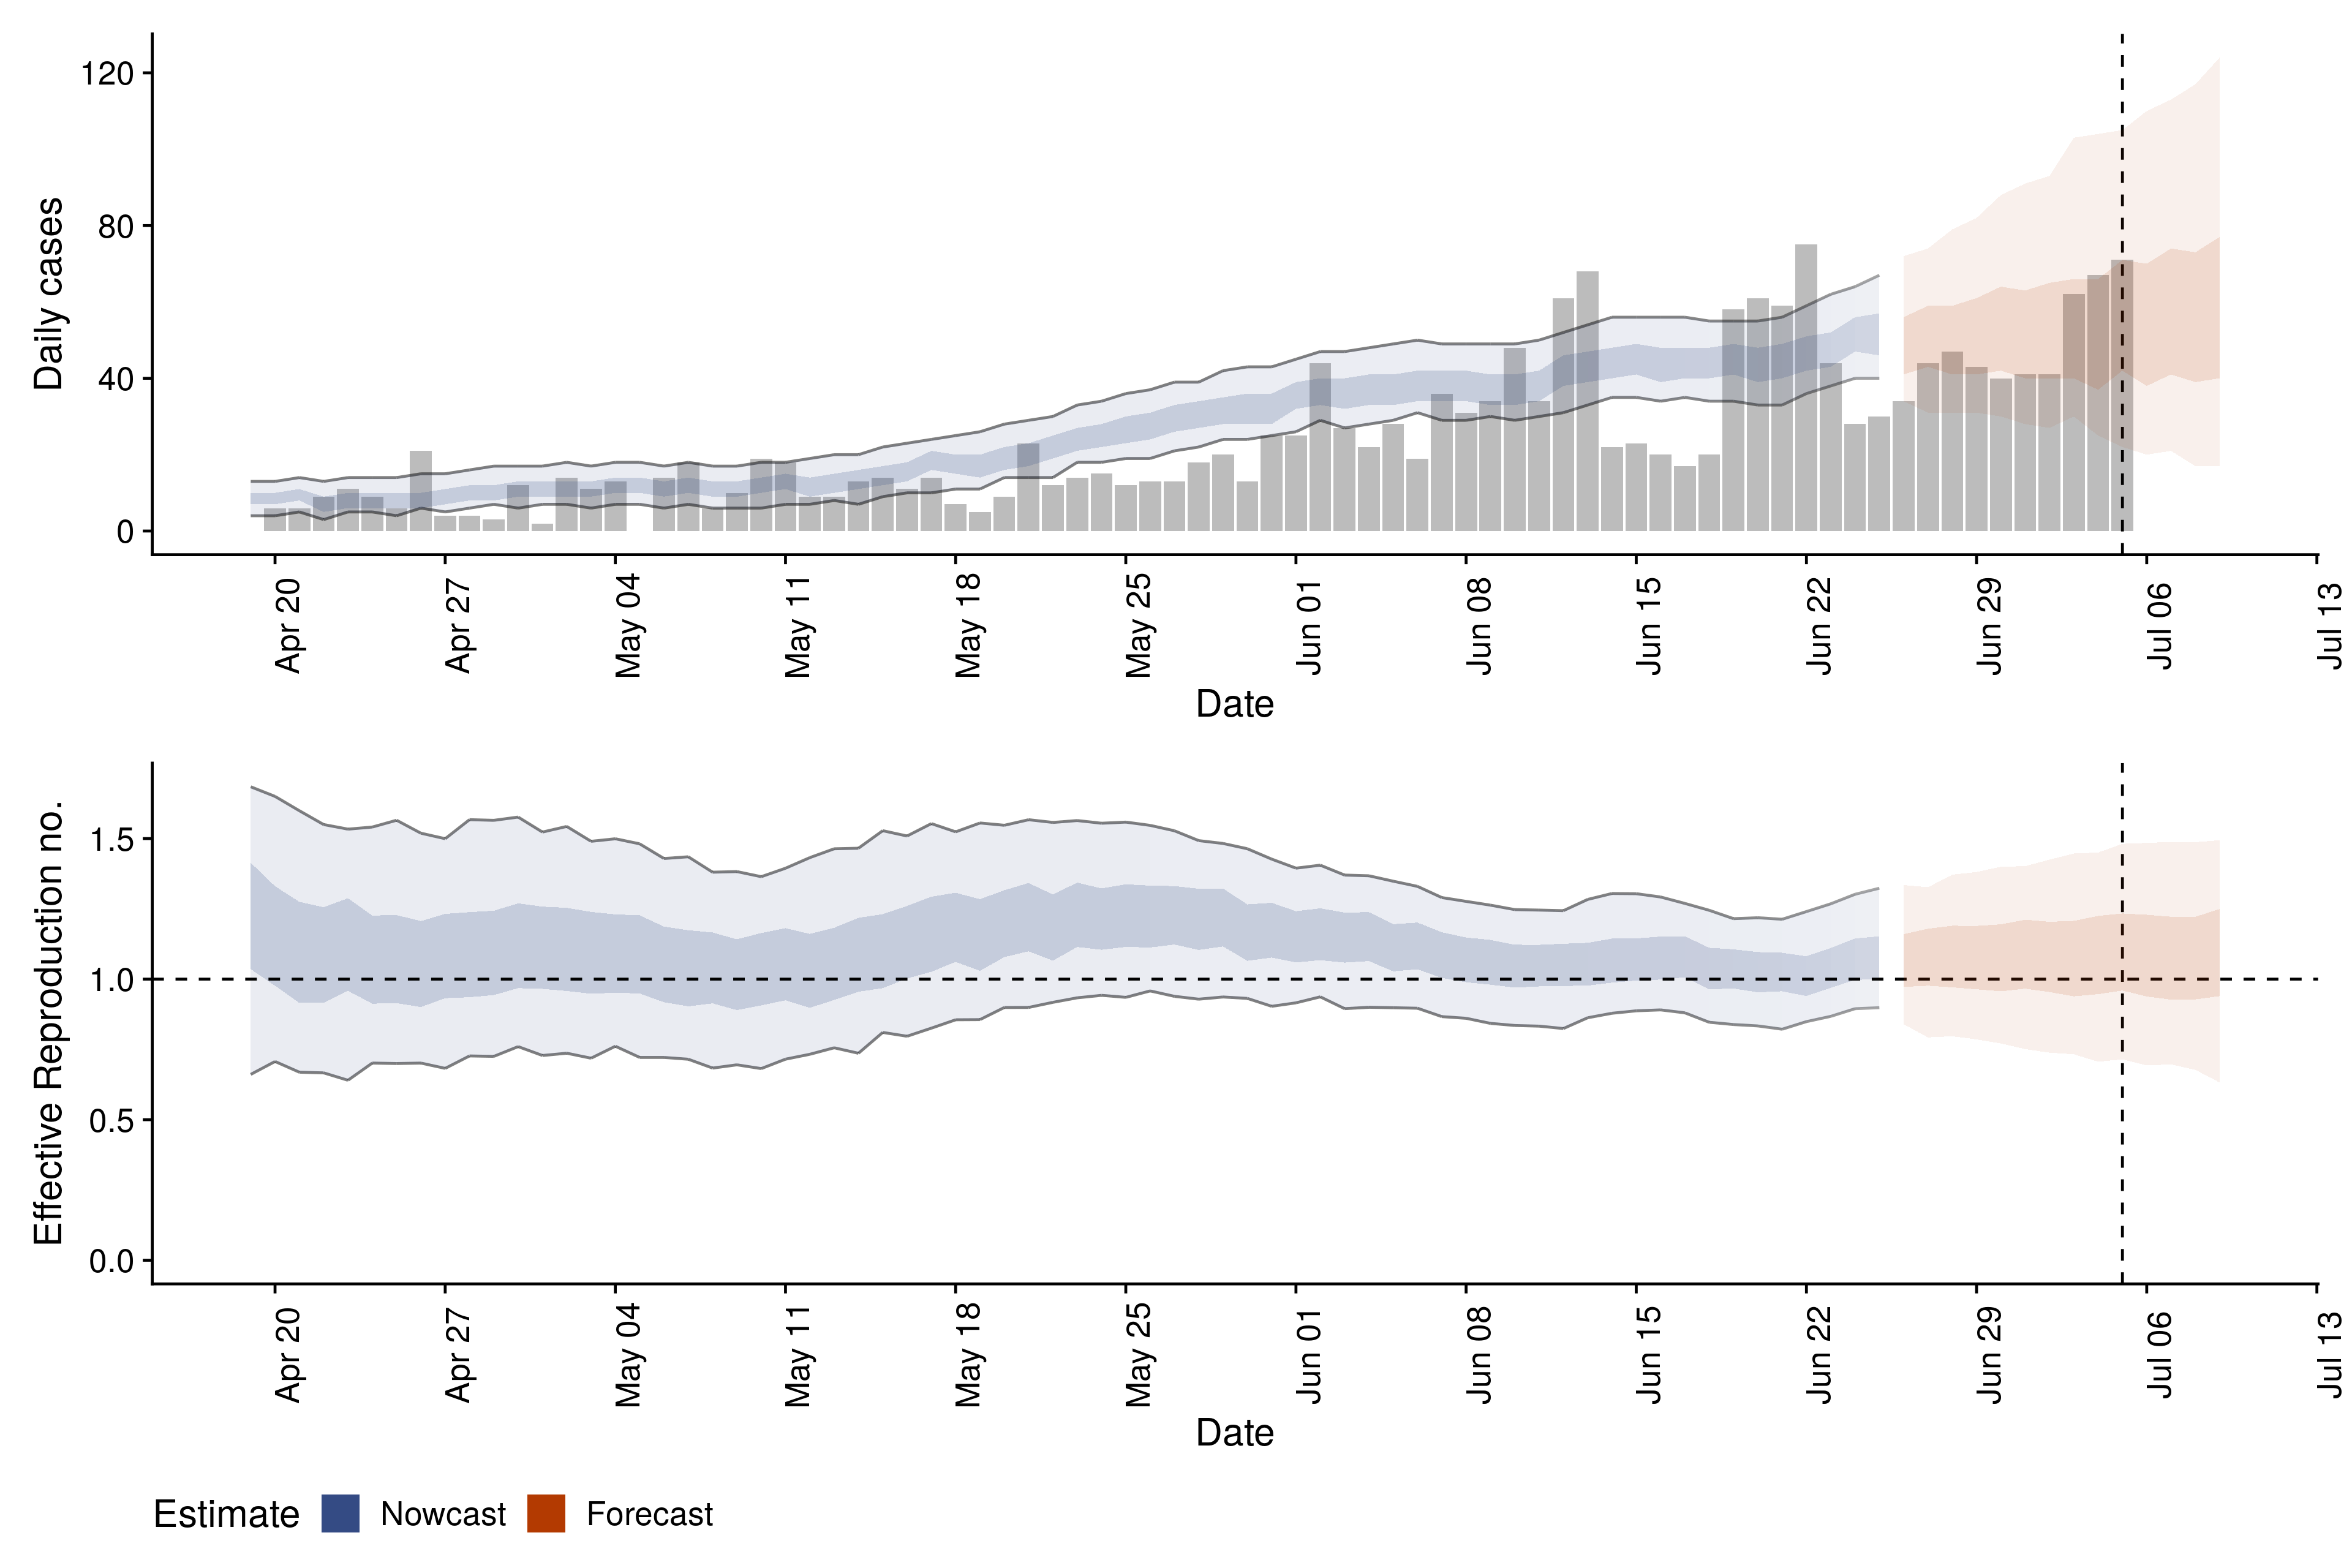 Daily cases
120
80
40
0
Apr 20
Apr 27
May 04
May 11
May 18
May 25
Jun 01
Jun 08
Jun 15
Jun 22
Jun 29
Jul 06
Jul 13
Date
Effective Reproduction no.
1.5
1.0
0.5
0.0
Apr 20
Apr 27
May 04
May 11
May 18
May 25
Jun 01
Jun 08
Jun 15
Jun 22
Jun 29
Jul 06
Jul 13
Date
Estimate Nowcast Forecast